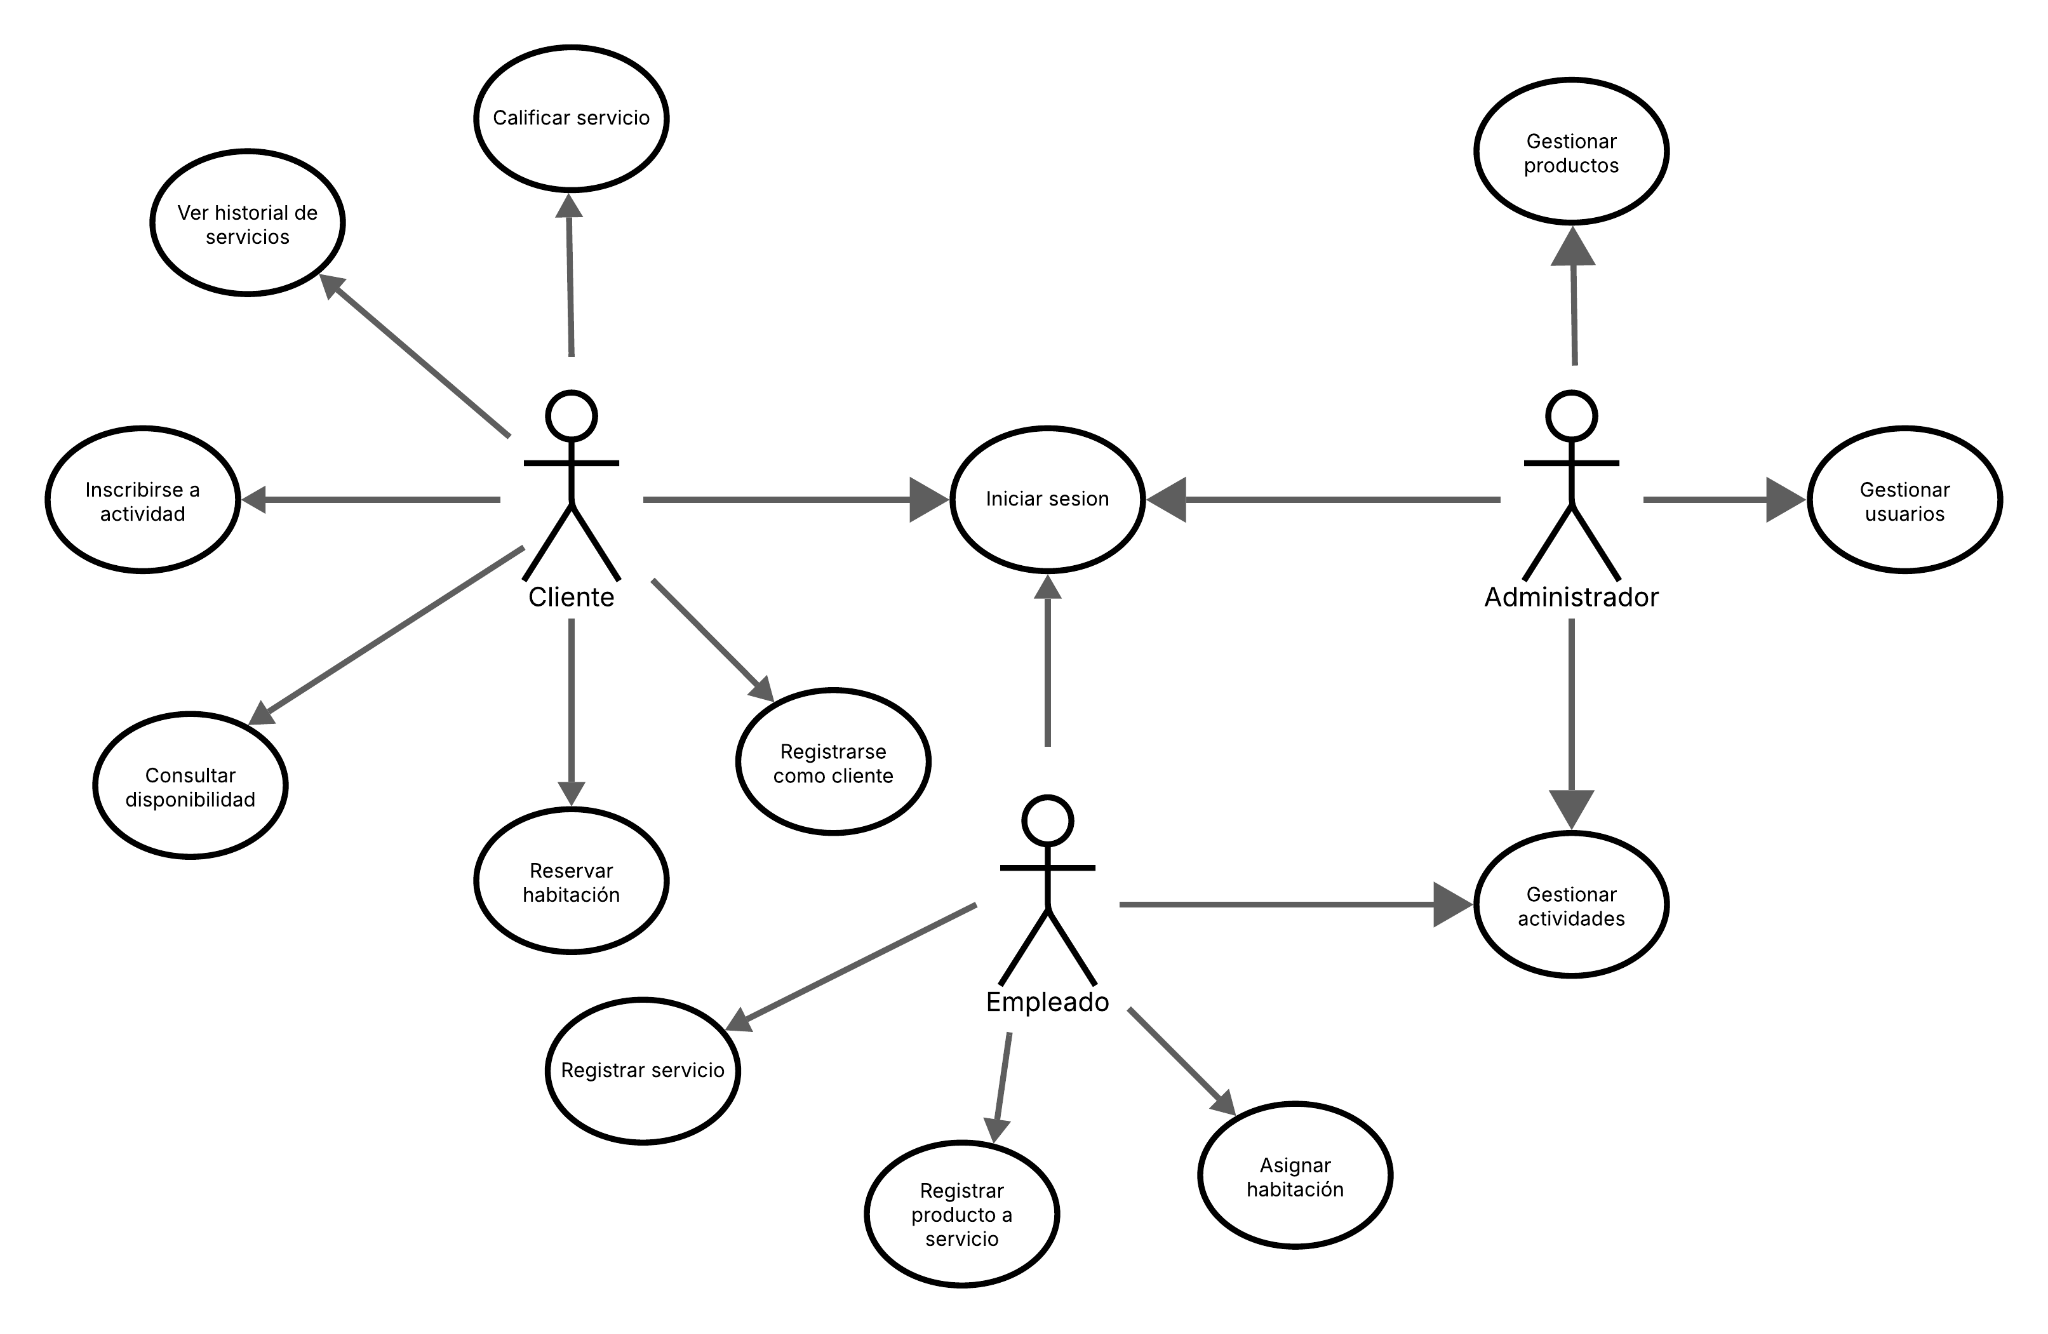 Calificar servicio
Gestionar
productos
Ver historial de
servicios
Inscribirse a
actividad
Iniciar sesion
Gestionar
usuarios
Cliente
Administrador
Registrarse
como cliente
Consultar
disponibilidad
Reservar
habitación
Gestionar
actividades
Empleado
Registrar servicio
Asignar
habitación
Registrar
producto a
servicio